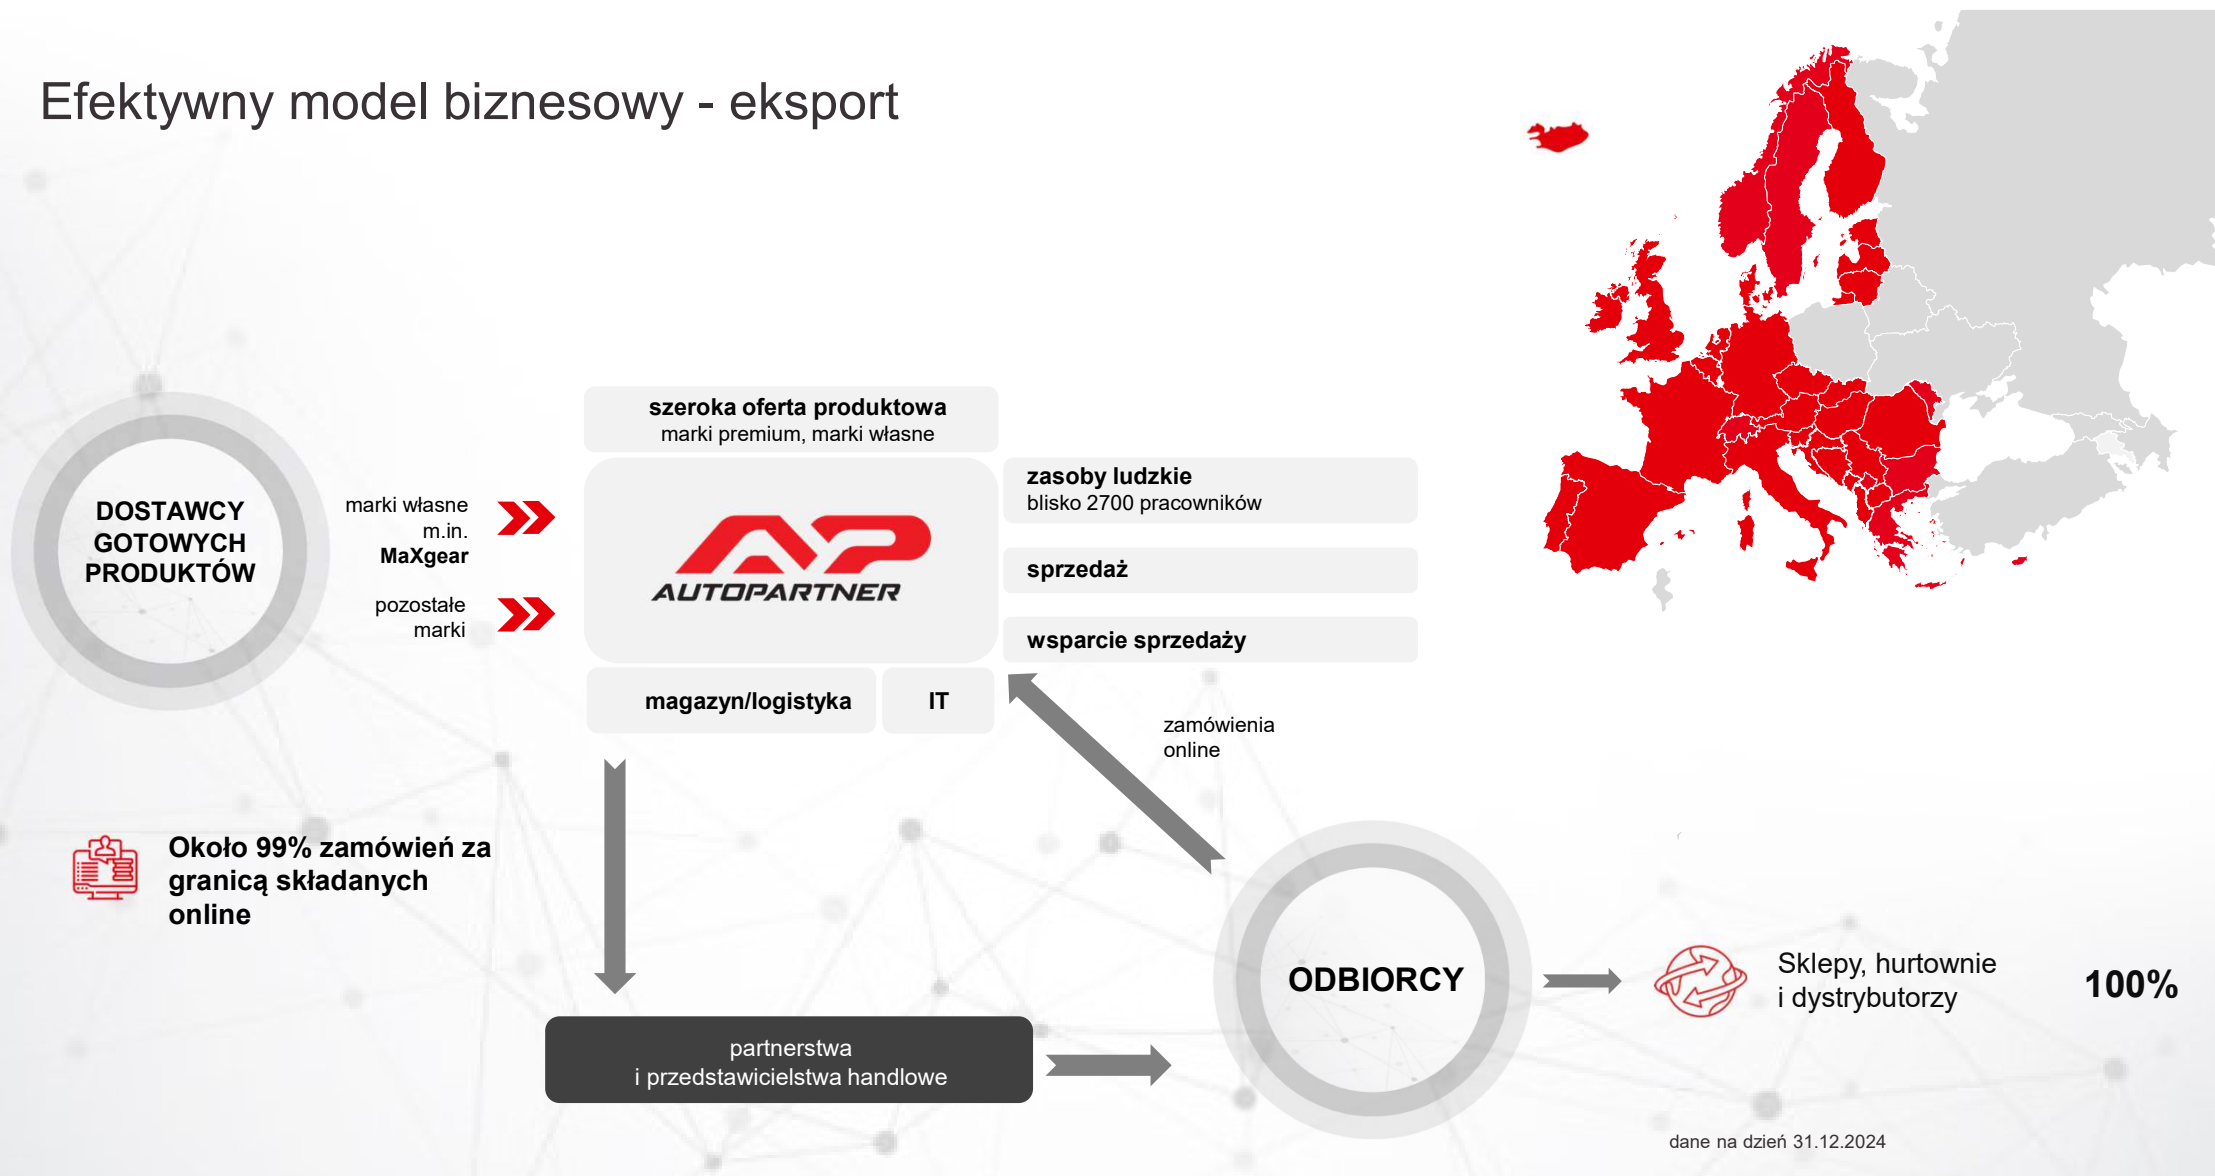 Efektywny model biznesowy - eksport
szeroka oferta produktowa
marki premium, marki własne
DOSTAWCY
GOTOWYCH
PRODUKTÓW
marki własne
m.in.
MaXgear
pozostałe
marki
AUTOPARTNER
zasoby ludzkie
blisko 2700 pracowników
sprzedaż
wsparcie sprzedaży
magazyn/logistyka
IT
zamówienia
online
Około 99% zamówień za
granicą składanych
online
partnerstwa
i przedstawicielstwa handlowe
ODBIORCY
Sklepy, hurtownie
i dystrybutorzy
100%
dane na dzień 31.12.2024